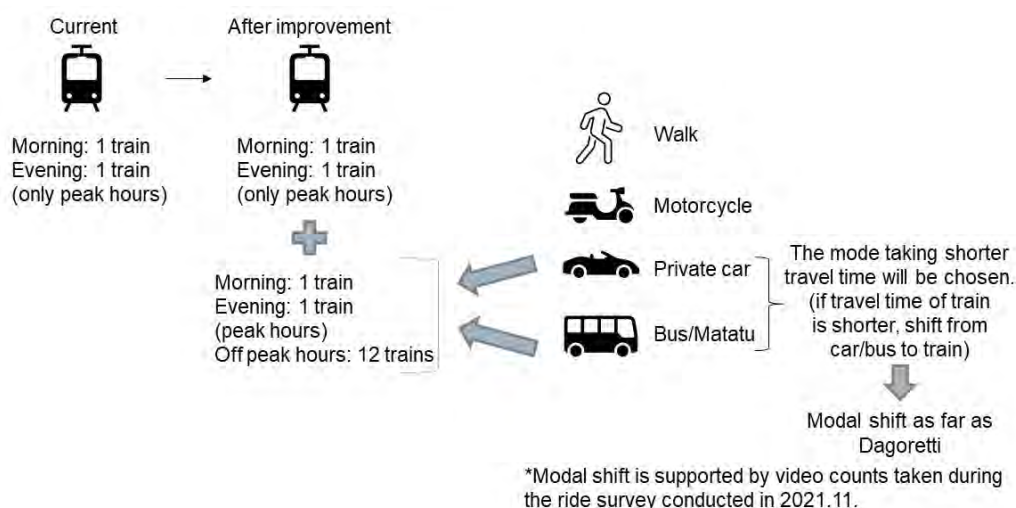 Current
After improvement
Morning: 1 train
Evening: 1 train
(only peak hours)
Morning: 1 train
Evening: 1 train
(only peak hours)
Morning: 1 train
Evening: 1 train
(peak hours)
Off peak hours: 12 trains
Walk
Motorcycle
Private car
Bus/Matatu
The mode taking shorter
travel time will be chosen.
(if travel time of train
is shorter, shift from
car/bus to train)
Modal shift as far as
Dagoretti
*Modal shift is supported by video counts taken during
the ride survey conducted in 2021.11.